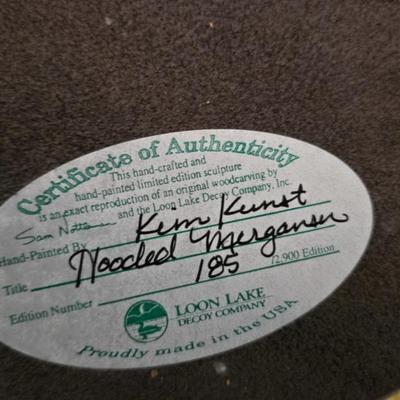 Certificate of Authenticity
This hand-crafted and
hand-painted limited edition sculpture
is an exact reproduction of an original woodcarving by
Sam and the Loon Lake Decoy Company, Inc.
Hand-Painted By Kim Kunst
Title Hooded Merganser
Edition Number 185 /2,900 Edition
LOON LAKE
DECOY COMPANY
Proudly made in the USA